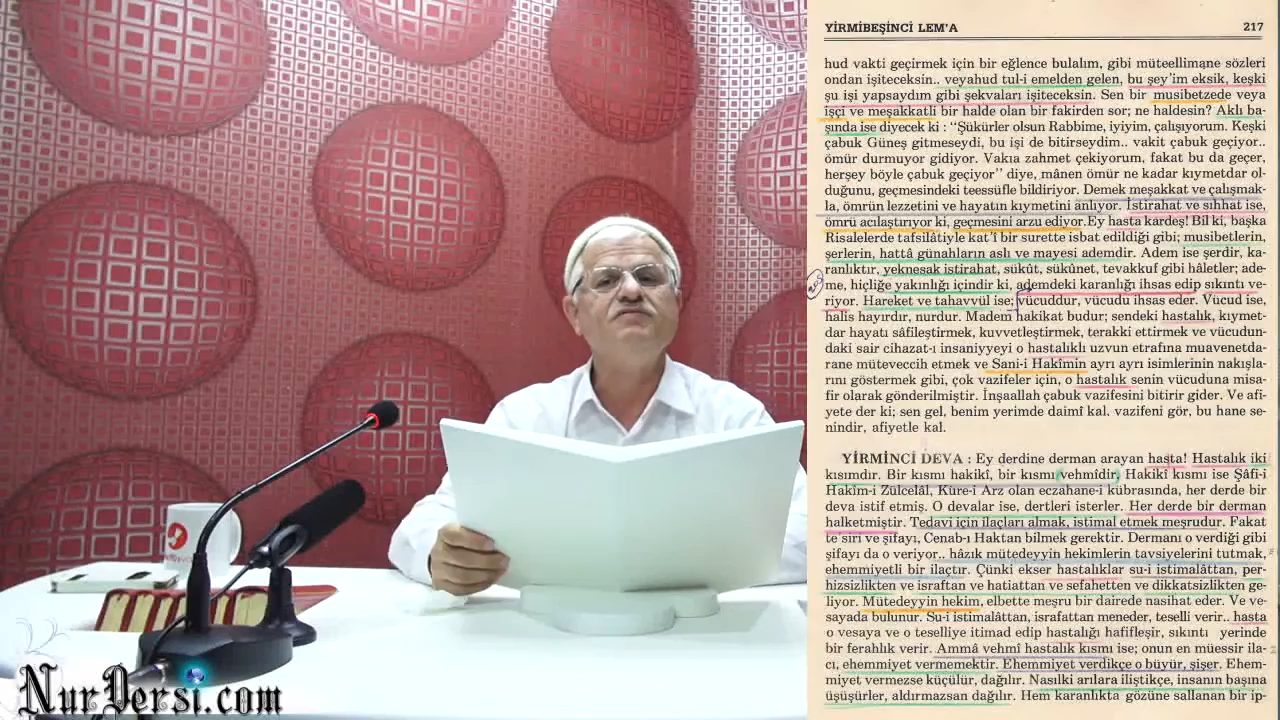 YİRMİBEŞİNCİ LEM'A 217
hud vakti geçirmek için bir eğlence bulalım, gibi müteellimane sözleri
ondan işiteceksin.. veyahud tul-i emelden gelen, bu şey'im eksik, keşki
şu işi yapsaydım gibi şekvaları işiteceksin. Sen bir musibetzede veya
işçi ve meşakkatli bir halde olan bir fakirden sor; ne haldesin? Aklı ba-
şında ise diyecek ki : "Şükürler olsun Rabbime, iyiyim, çalışıyorum. Keşki
çabuk Güneş gitmeseydi, bu işi de bitirseydim.. vakit çabuk geçiyor..
ömür durmuyor gidiyor. Vakıa zahmet çekiyorum, fakat bu da geçer,
herşey böyle çabuk geçiyor" diye, mânen ömür ne kadar kıymetdar ol-
duğunu, geçmesindeki teessüfle bildiriyor. Demek meşakkat ve çalışmak-
la, ömrün lezzetini ve hayatın kıymetini anlıyor. İstirahat ve sıhhat ise,
ömrü acılaştırıyor ki, geçmesini arzu ediyor. Ey hasta kardeş! Bil ki, başka
Risalelerde tafsilâtiyle kat'î bir surette isbat edildiği gibi; musibetlerin,
şerlerin, hattâ günahların aslı ve mayesi ademdir. Adem ise şerdir, ka-
ranlıktır, yeknesak istirahat, sükût, sükûnet, tevakkuf gibi hâletler; ade-
me, hiçliğe yakınlığı içindir ki, ademdeki karanlığı ihsas edip sıkıntı ve-
riyor. Hareket ve tahavvül ise; vücuddur, vücudu ihsas eder. Vücud ise,
halis hayırdır, nurdur. Madem hakikat budur; sendeki hastalık, kıymet-
dar hayatı sâfileştirmek, kuvvetleştirmek, terakki ettirmek ve vücudun-
daki sair cihazat-ı insaniyyeyi o hastalıklı uzvun etrafına muavenetda-
rane müteveccih etmek ve Sani-i Hakîmin ayrı ayrı isimlerinin nakışla-
rını göstermek gibi, çok vazifeler için, o hastalık senin vücuduna misa-
fir olarak gönderilmiştir. İnşaallah çabuk vazifesini bitirir gider. Ve afi-
yete der ki; sen gel, benim yerimde daimî kal. vazifeni gör, bu hane se-
nindir, afiyetle kal.
YİRMİNCİ DEVA : Ey derdine derman arayan hasta! Hastalık iki
kısımdır. Bir kısmı hakikî, bir kısmı vehmîdir. Hakikî kısmı ise Şâfi-i
Hakîm-i Zülcelâl, Küre-i Arz olan eczahane-i kübrasında, her derde bir
deva istif etmiş. O devalar ise, dertleri isterler. Her derde bir derman
halketmiştir. Tedavi için ilaçları almak, istimal etmek meşrudur. Fakat
te'siri ve şifayı, Cenab-ı Haktan bilmek gerektir. Dermanı o verdiği gibi
şifayı da o veriyor.. hâzık mütedeyyin hekimlerin tavsiyelerini tutmak,
ehemmiyetli bir ilaçtır. Çünki ekser hastalıklar su-i istimalâttan, per-
hizsizlikten ve israftan ve hatiattan ve sefahetten ve dikkatsizlikten ge-
liyor. Mütedeyyin hekim, elbette meşru bir dairede nasihat eder. Ve ve-
sayada bulunur. Su-i istimalâttan, israfattan meneder, teselli verir.. hasta
o vesaya ve o teselliye itimad edip hastalığı hafifleşir, sıkıntı yerinde
bir ferahlık verir. Ammâ vehmî hastalık kısmı ise; onun en müessir ila-
cı, ehemmiyet vermemektir. Ehemmiyet verdikçe o büyür, şişer. Ehem-
miyet vermezse küçülür, dağılır. Nasılki arılara iliştikçe, insanın başına
üşüşürler, aldırmazsan dağılır. Hem karanlıkta gözüne sallanan bir ip-
NurDersi.com